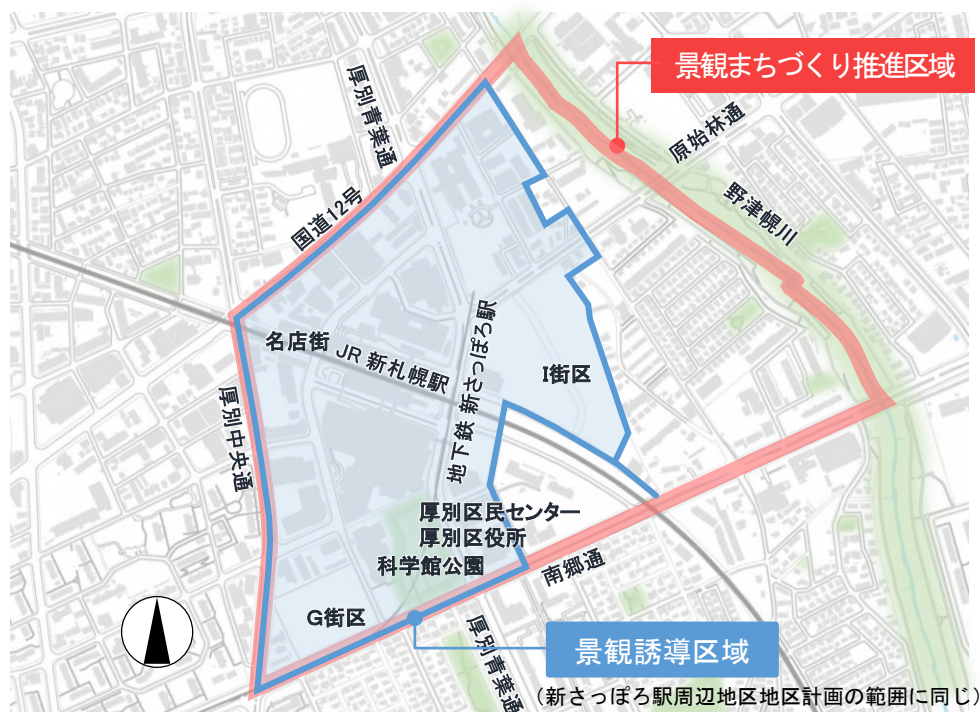 景観まちづくり推進区域
厚別青葉通
原始林通
国道12号
野津幌川
名店街
JR 新札幌駅
地下鉄 新さっぽろ駅
I街区
厚別中央通
厚別区民センター
厚別区役所
科学館公園
南郷通
G街区
厚別青葉通
景観誘導区域
(新さっぽろ駅周辺地区地区計画の範囲に同じ)